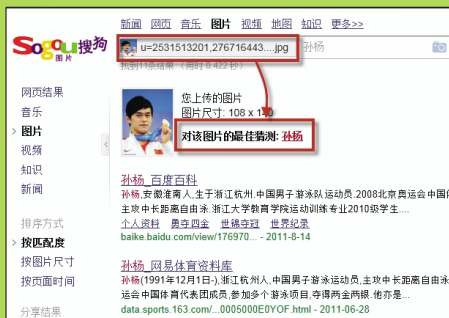 新闻 网页 音乐 图片 视频 地图 知识 更多>>
Sogou搜狗
图片
u=2531513201,276716443....jpg
孙杨
找到11条结果 (用时 0.422 秒)
您上传的图片
图片尺寸: 108 x 140
对该图片的最佳猜测: 孙杨
网页结果
音乐
图片
视频
知识
新闻
排序方式
按匹配度
按图片尺寸
按页面时间
分享结果
孙杨_百度百科
孙杨,安徽淮南人,生于浙江杭州.中国男子游泳队运动员.2008北京奥运会中国体
主攻中长距离自由泳.浙江大学教育学院运动训练专业2010级学生....
个人资料 勇夺四金 世锦夺冠 世界纪录
baike.baidu.com/view/176970... - 2011-8-14
孙杨_网易体育资料库
孙杨(1991年12月1日-),浙江杭州人,中国男子游泳运动员,主攻中长距离自由泳
运会中国体育代表团成员,参加多个游泳项目,夺得两金两银.他亦是...
data.sports.163.com/...0005000E0YOF.html - 2011-06-28